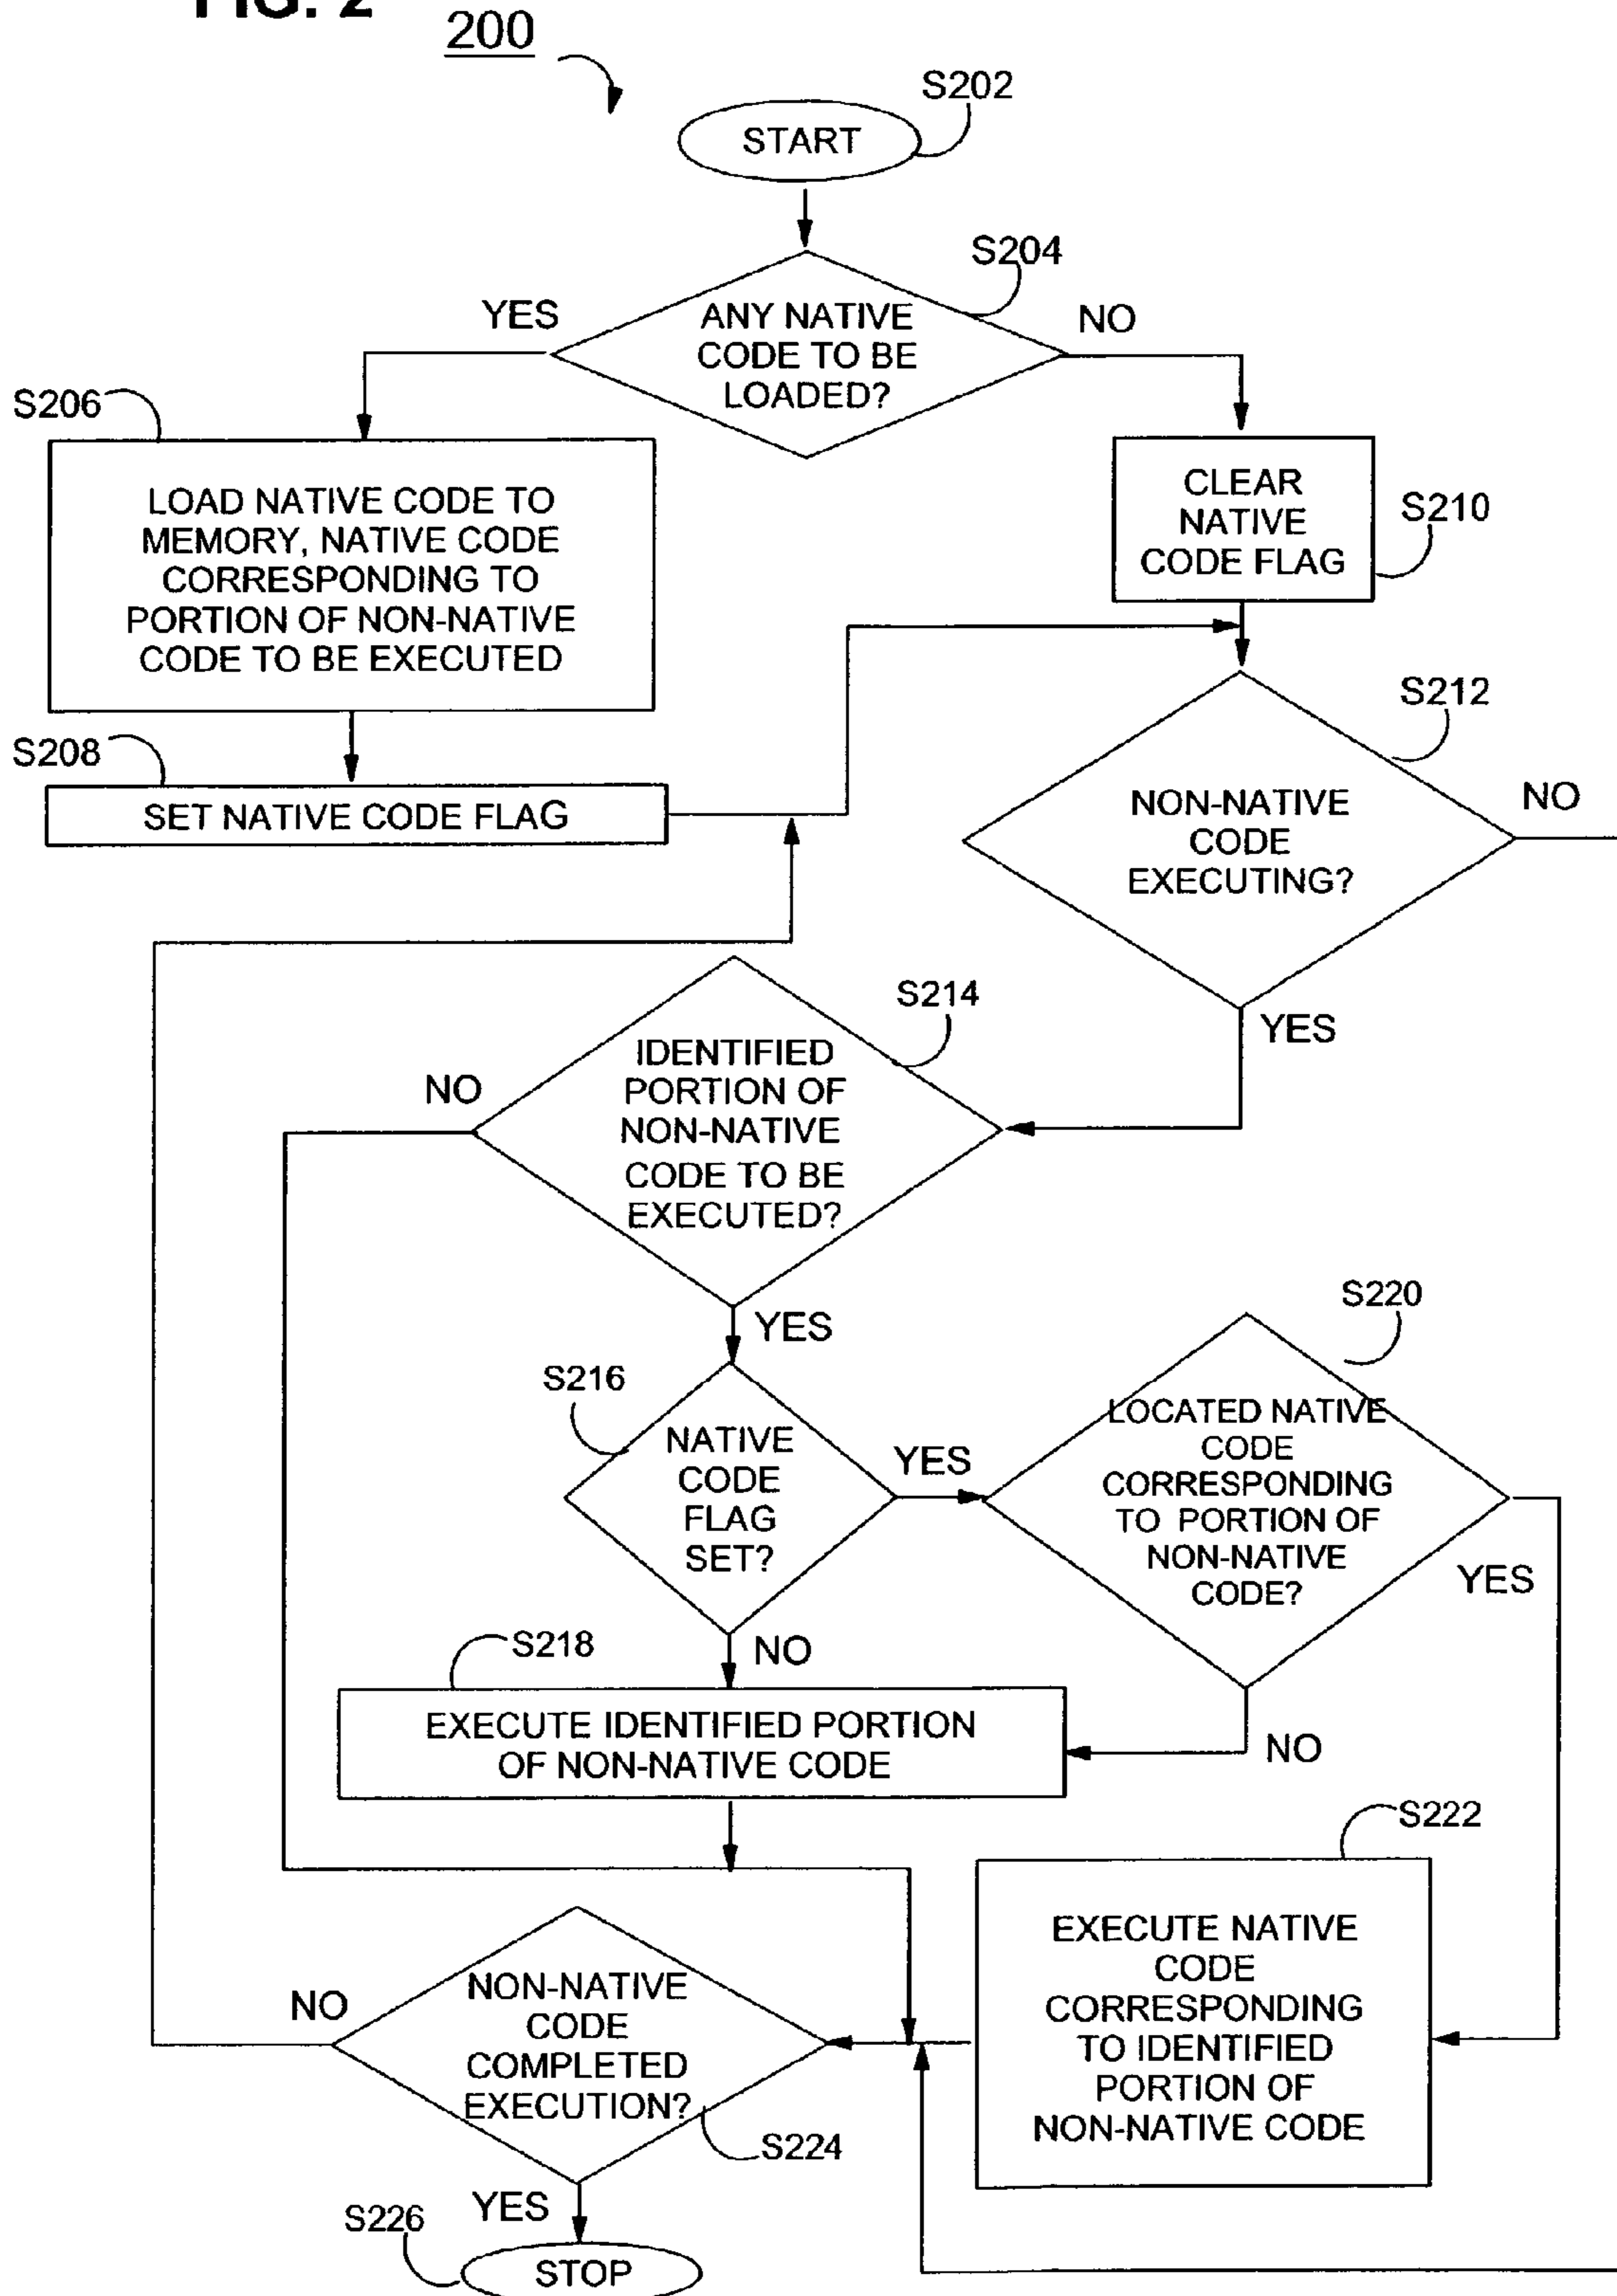 FIG. 2
200
S202
START
S204
YES
ANY NATIVE
CODE TO BE
LOADED?
NO
S206
LOAD NATIVE CODE TO
MEMORY, NATIVE CODE
CORRESPONDING TO
PORTION OF NON-NATIVE
CODE TO BE EXECUTED
CLEAR
NATIVE
CODE FLAG
S210
S208
SET NATIVE CODE FLAG
S212
NON-NATIVE
CODE
EXECUTING?
NO
YES
S214
IDENTIFIED
PORTION OF
NON-NATIVE
CODE TO BE
EXECUTED?
NO
YES
S216
NATIVE
CODE
FLAG
SET?
YES
NO
S220
LOCATED NATIVE
CODE
CORRESPONDING
TO PORTION OF
NON-NATIVE
CODE?
YES
NO
S218
EXECUTE IDENTIFIED PORTION
OF NON-NATIVE CODE
S222
EXECUTE NATIVE
CODE
CORRESPONDING
TO IDENTIFIED
PORTION OF
NON-NATIVE CODE
NO
NON-NATIVE
CODE
COMPLETED
EXECUTION?
S224
YES
S226
STOP